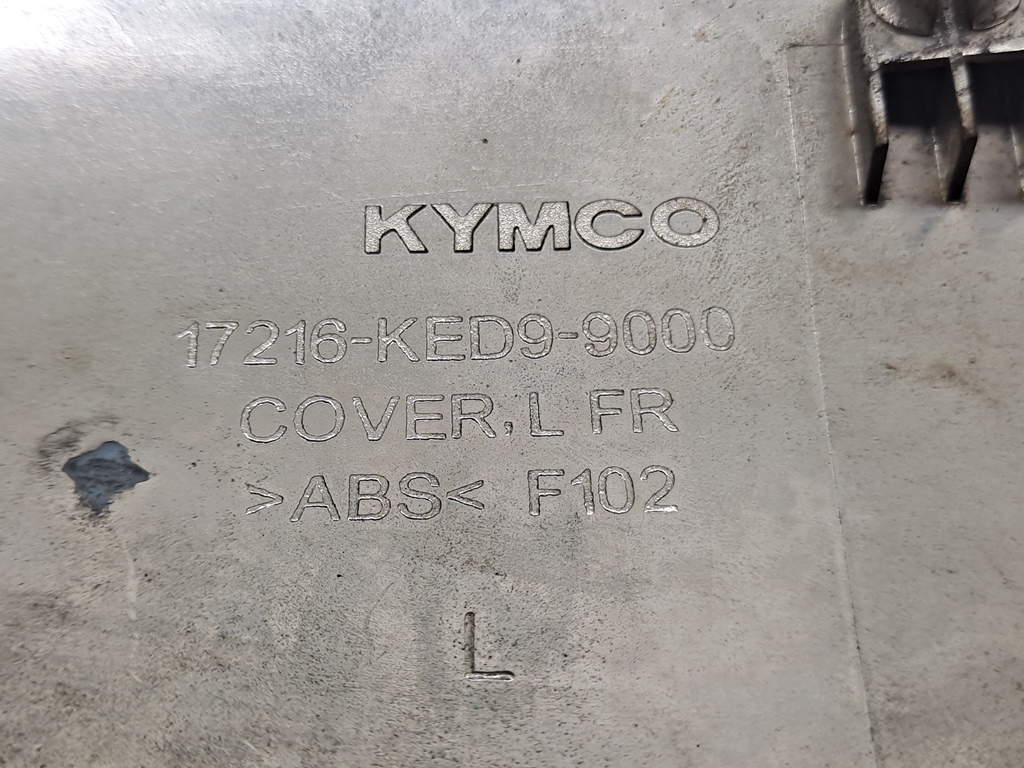 KYMCO
17216-KED9-9000
COVER, L FR
>ABS< F102
L